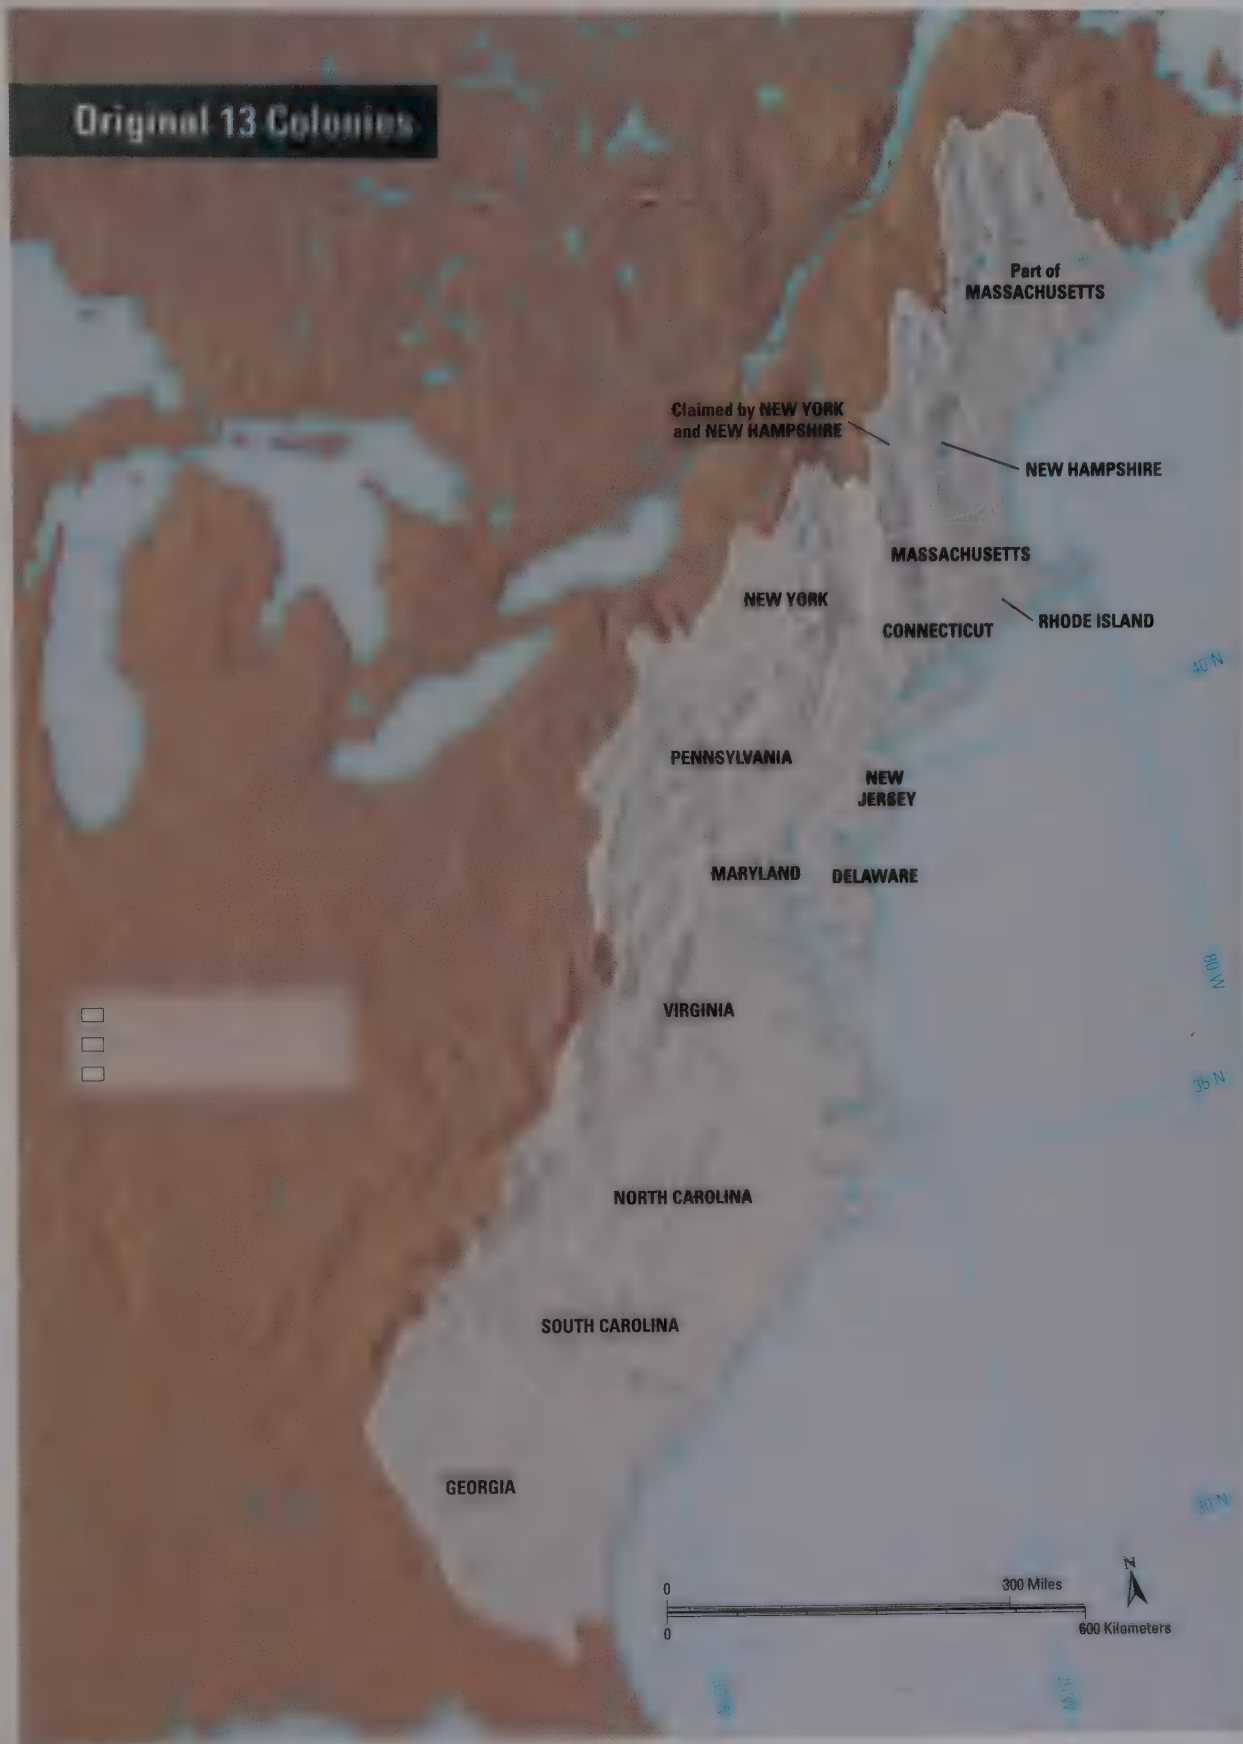 Original 13 Colonies
Part of
MASSACHUSETTS
Claimed by NEW YORK
and NEW HAMPSHIRE
NEW HAMPSHIRE
MASSACHUSETTS
NEW YORK
RHODE ISLAND
CONNECTICUT
40 N
PENNSYLVANIA
NEW
JERSEY
MARYLAND
DELAWARE
VIRGINIA
35 N
NORTH CAROLINA
SOUTH CAROLINA
GEORGIA
30 N
N
0
300 Miles
0
600 Kilometers